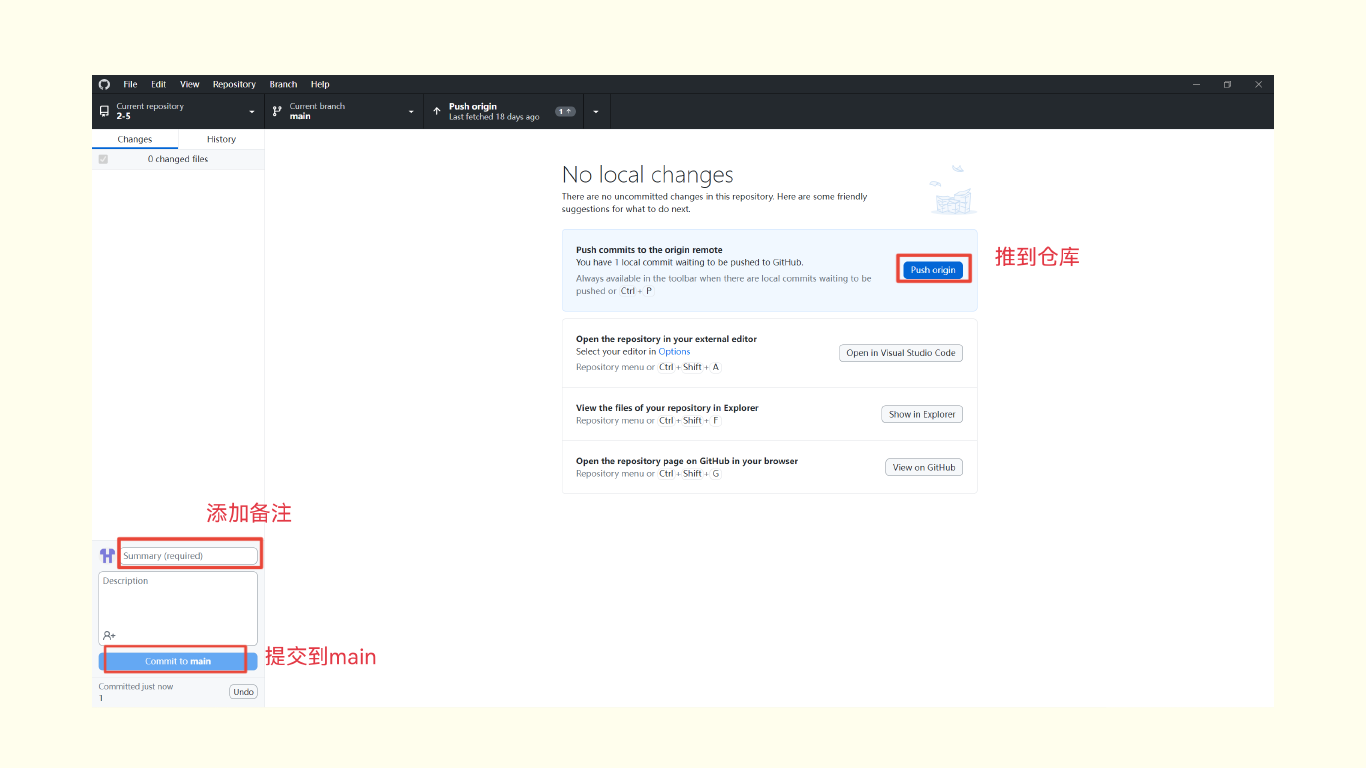 File Edit View Repository Branch Help
Current repository
2-5
Current branch
main
Push origin
Last fetched 18 days ago
1
Changes History
0 changed files
No local changes
There are no uncommitted changes in this repository. Here are some friendly
suggestions for what to do next.
Push commits to the origin remote
You have 1 local commit waiting to be pushed to GitHub.
Always available in the toolbar when there are local commits waiting to be
pushed or Ctrl + P
Push origin
推到仓库
Open the repository in your external editor
Select your editor in Options
Repository menu or Ctrl + Shift + A
Open in Visual Studio Code
View the files of your repository in Explorer
Repository menu or Ctrl + Shift + F
Show in Explorer
Open the repository page on GitHub in your browser
Repository menu or Ctrl + Shift + G
View on GitHub
添加备注
Summary (required)
Description
Commit to main
提交到main
Committed just now
1
Undo